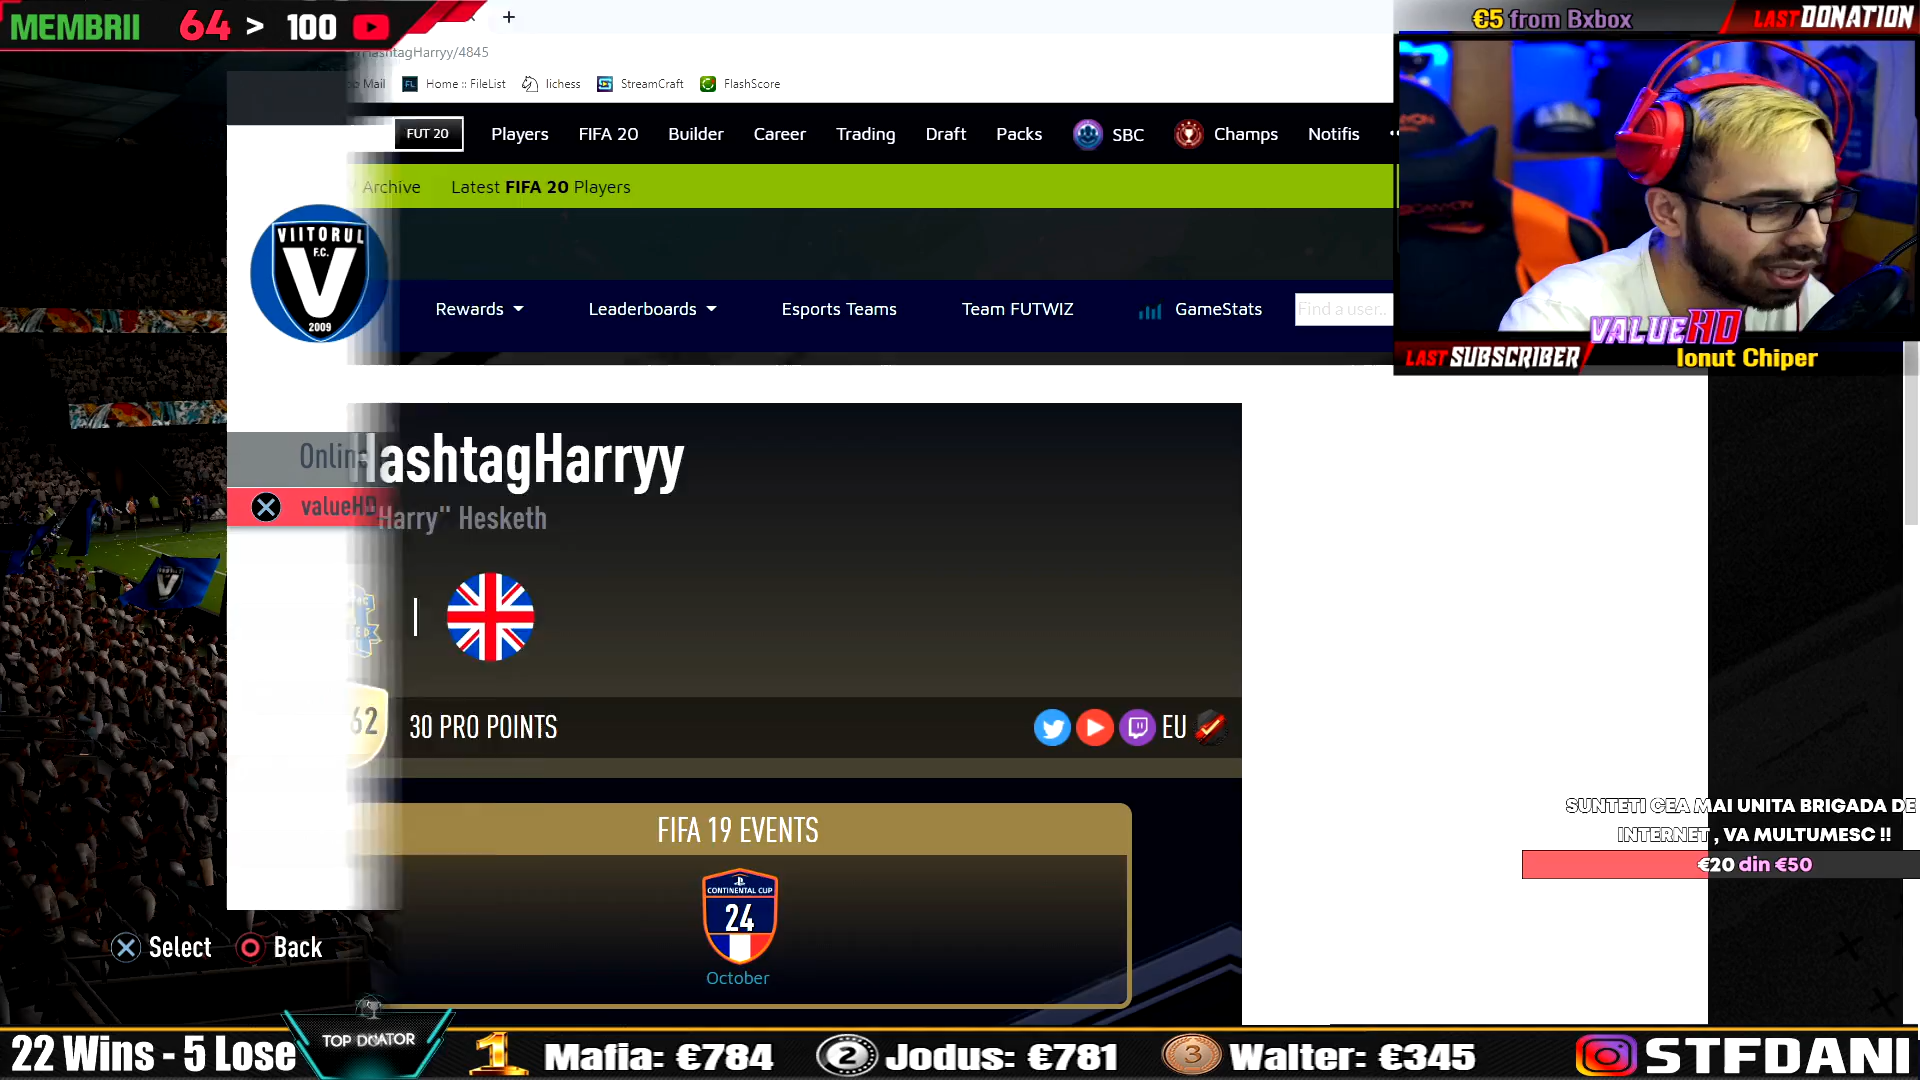 MEMBRII 64 > 100
€5 from Bxbox
LAST DONATION
HashtagHarryy/4845
Mail
Home :: FileList
lichess
StreamCraft
FlashScore
FUT 20
Players
FIFA 20
Builder
Career
Trading
Draft
Packs
SBC
Champs
Notifis
Archive
Latest FIFA 20 Players
VIITORUL
F.C.
V
2009
Rewards
Leaderboards
Esports Teams
Team FUTWIZ
GameStats
Find a user..
VALUEHD
LAST SUBSCRIBER
Ionut Chiper
HashtagHarryy
Harry" Hesketh
valueHD
62
30 PRO POINTS
EU
FIFA 19 EVENTS
CONTINENTAL CUP
24
October
SUNTETI CEA MAI UNITA BRIGADA DE
INTERNET , VA MULTUMESC !!
€20 din €50
Select
Back
22 Wins - 5 Lose
TOP DONATOR
1 Mafia: €784
2 Jodus: €781
3 Walter: €345
STFDANI